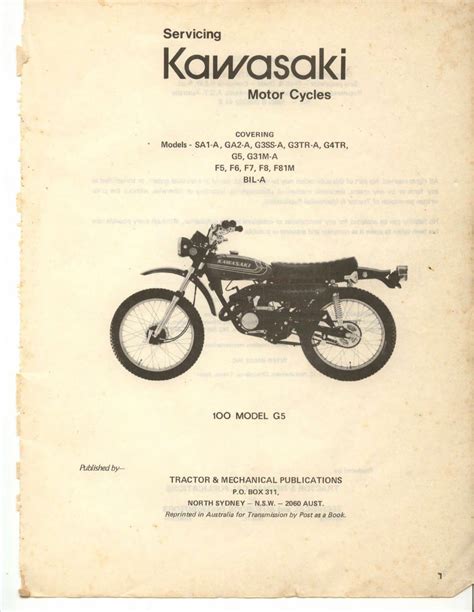 Servicing
Kawasaki
Motor Cycles
COVERING
Models - SA1-A, GA2-A, G3SS-A, G3TR-A, G4TR,
G5, G31M-A
F5, F6, F7, F8, F81M
BIL-A
KAWASAKI
100 MODEL G5
Published by—
TRACTOR & MECHANICAL PUBLICATIONS
P.O. BOX 311,
NORTH SYDNEY – N.S.W. – 2060 AUST.
Reprinted in Australia for Transmission by Post as a Book.